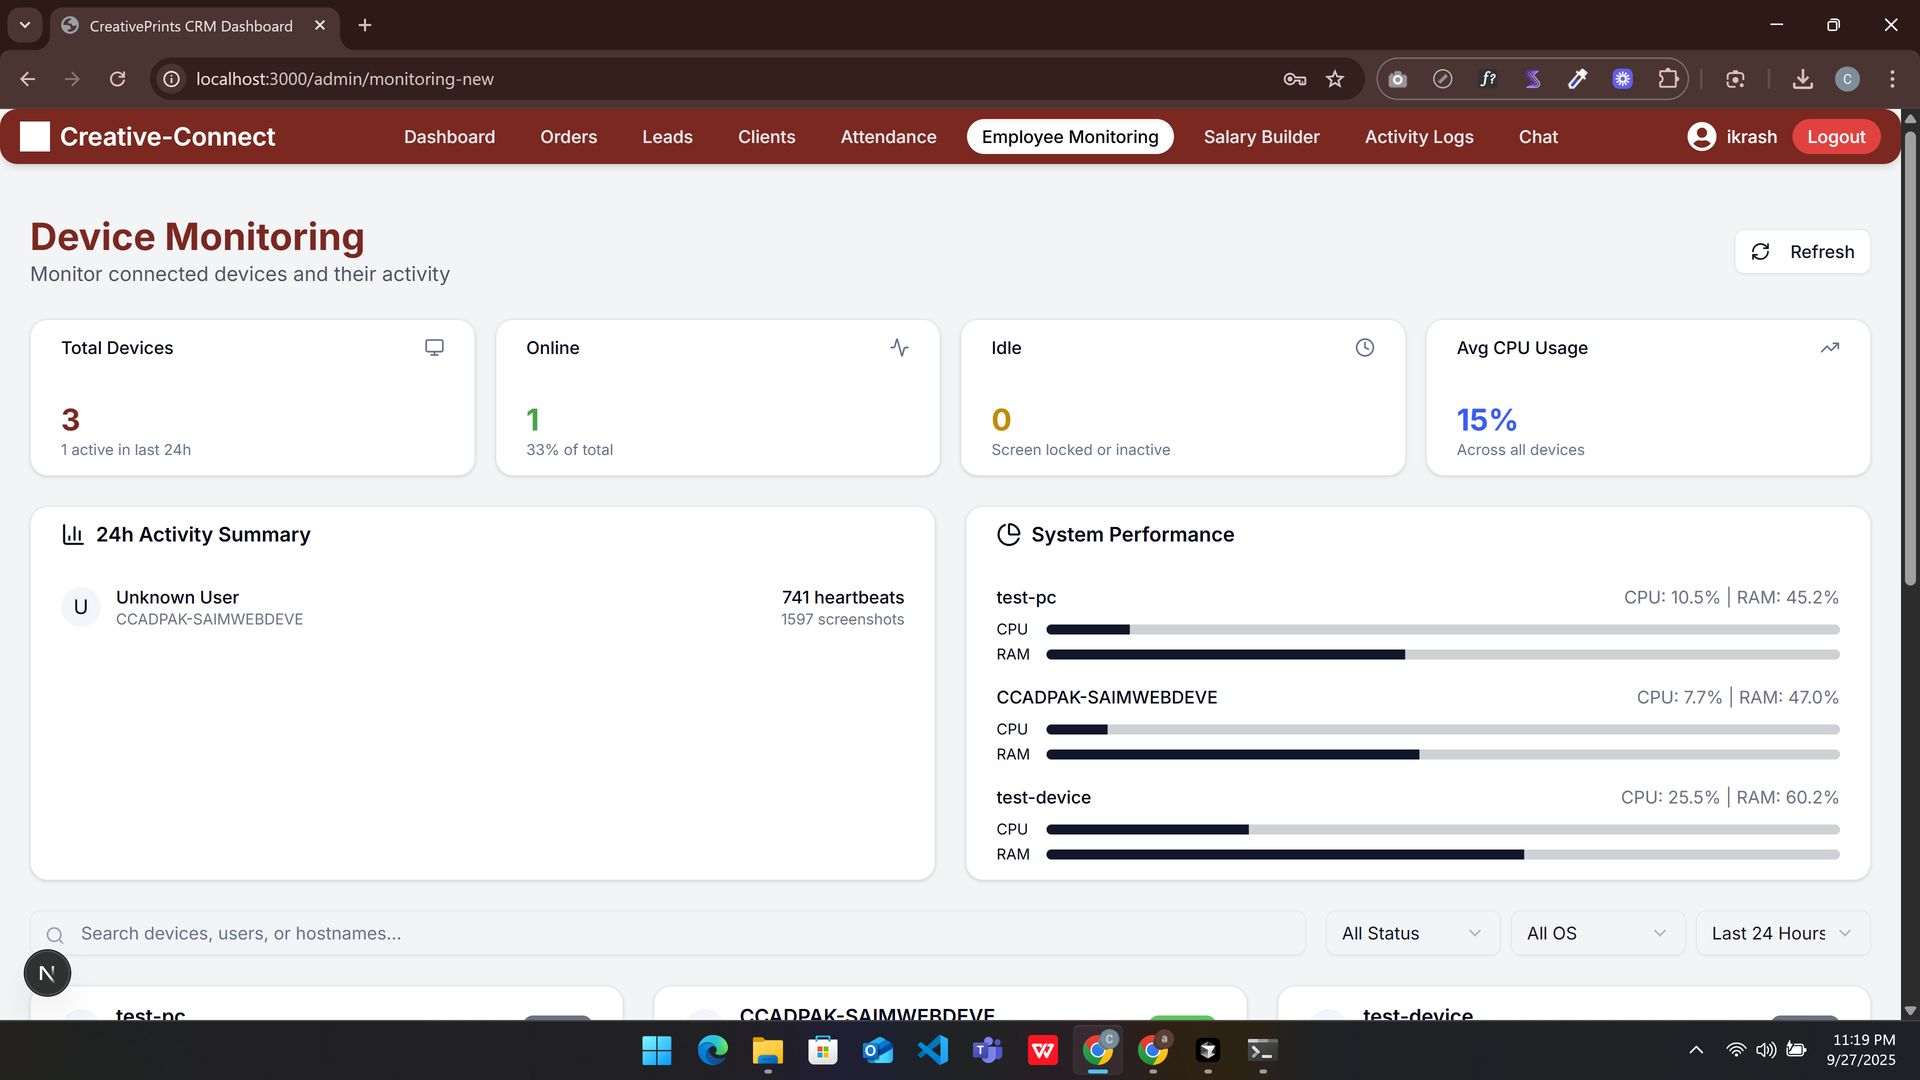 CreativePrints CRM Dashboard
localhost:3000/admin/monitoring-new
f?
C
Creative-Connect
Dashboard
Orders
Leads
Clients
Attendance
Employee Monitoring
Salary Builder
Activity Logs
Chat
ikrash
Logout
Device Monitoring
Monitor connected devices and their activity
Refresh
Total Devices
3
1 active in last 24h
Online
1
33% of total
Idle
0
Screen locked or inactive
Avg CPU Usage
15%
Across all devices
24h Activity Summary
U
Unknown User
741 heartbeats
CCADPAK-SAIMWEBDEVE
1597 screenshots
System Performance
test-pc
CPU: 10.5% | RAM: 45.2%
CPU
RAM
CCADPAK-SAIMWEBDEVE
CPU: 7.7% | RAM: 47.0%
CPU
RAM
test-device
CPU: 25.5% | RAM: 60.2%
CPU
RAM
Search devices, users, or hostnames...
All Status
All OS
Last 24 Hours
N
test-pc
CCADPAK-SAIMWEBDEVE
test-device
C
a
11:19 PM
9/27/2025